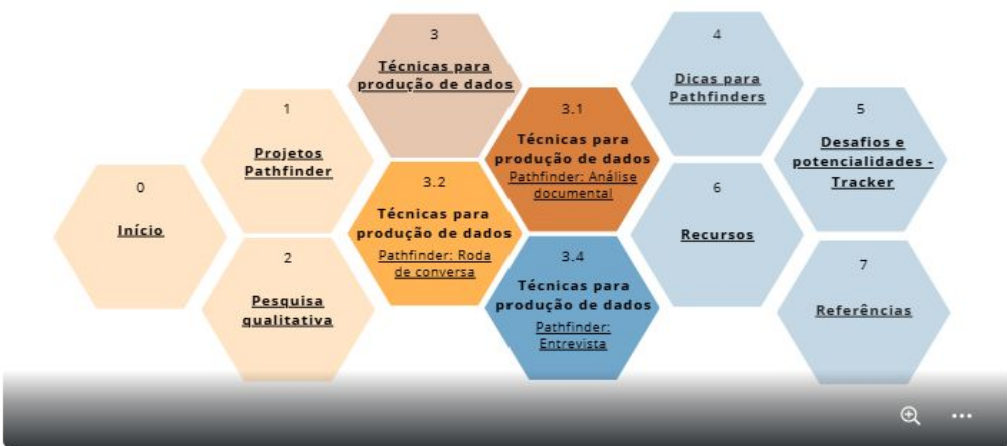 0
Início
1
Projetos
Pathfinder
2
Pesquisa
qualitativa
3
Técnicas para
produção de dados
3.2
Técnicas para
produção de dados
Pathfinder: Roda
de conversa
3.1
Técnicas para
produção de dados
Pathfinder: Análise
documental
3.4
Técnicas para
produção de dados
Pathfinder:
Entrevista
4
Dicas para
Pathfinders
5
Desafios e
potencialidades -
Tracker
6
Recursos
7
Referências